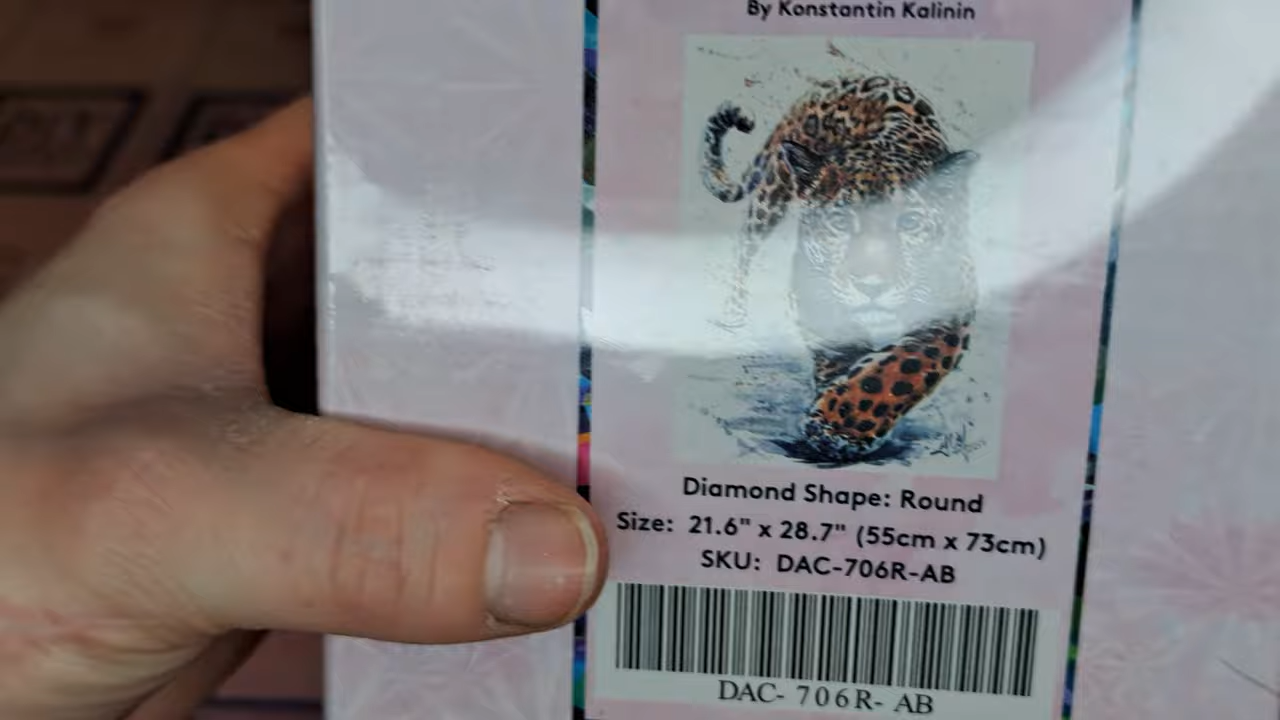 By Konstantin Kalinin
Diamond Shape: Round
Size: 21.6" x 28.7" (55cm x 73cm)
SKU: DAC-706R-AB
DAC- 706R- AB